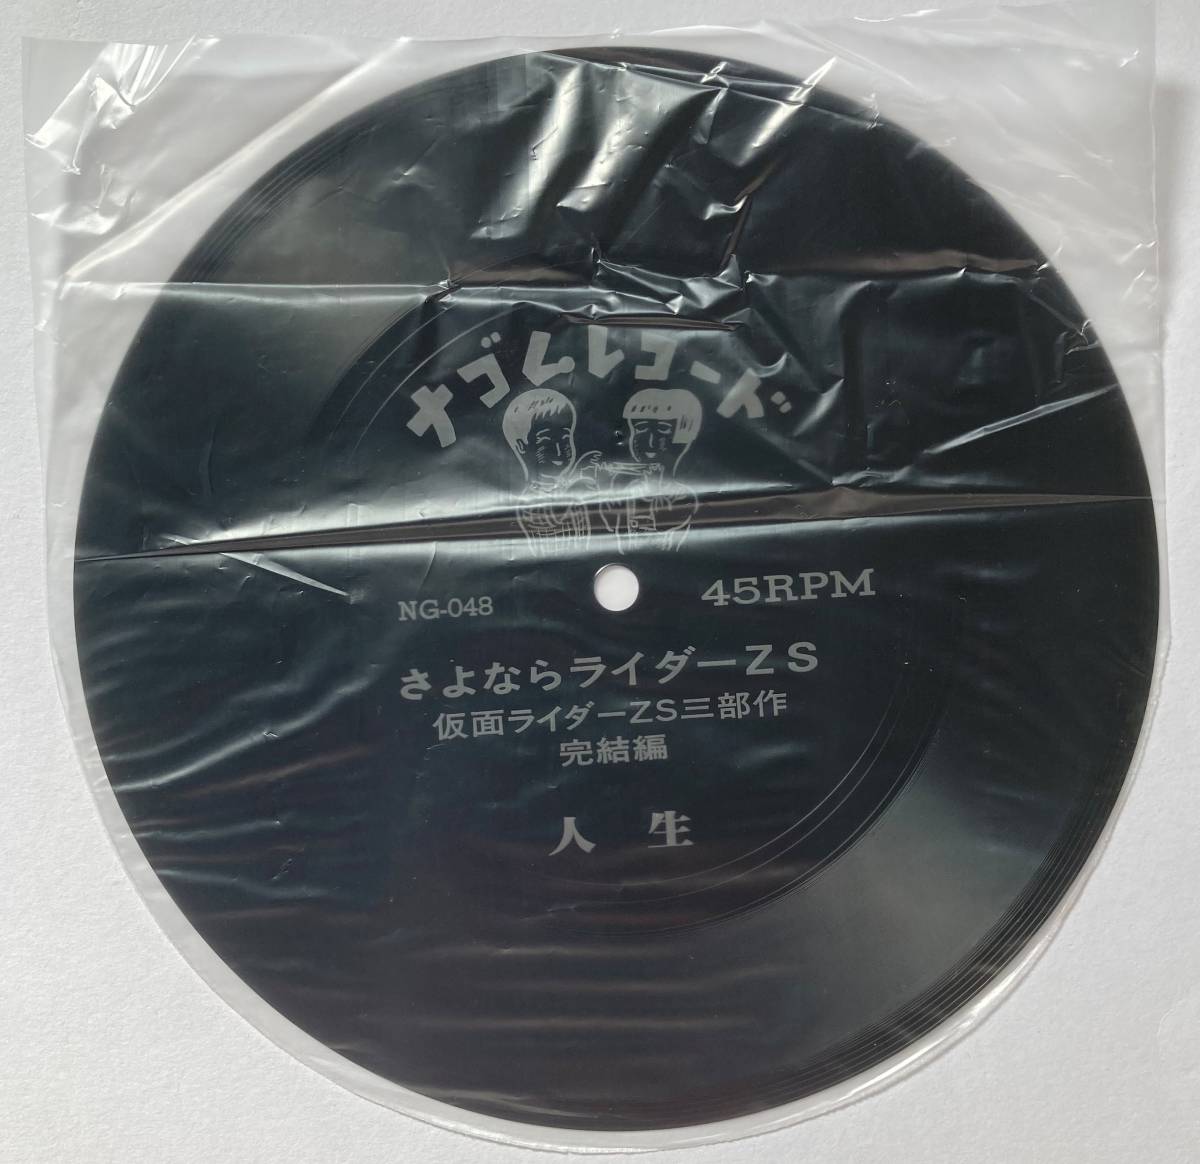 ナゴムレコード
NG-048
45RPM
さよならライダーZS
仮面ライダーZS三部作
完結編
人生